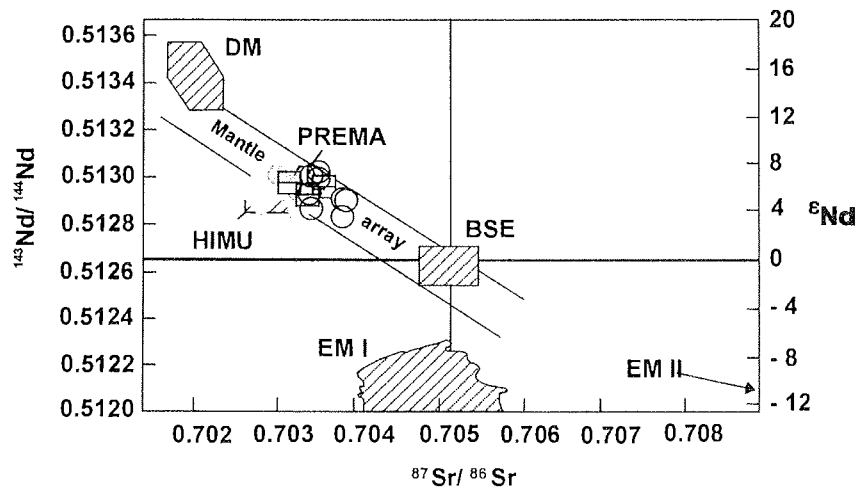 0.5136
0.5134
0.5132
0.5130
0.5128
0.5126
0.5124
0.5122
0.5120
¹⁴³Nd/ ¹⁴⁴Nd
DM
Mantle
PREMA
array
HIMU
BSE
EM I
EM II
20
16
12
8
4
0
- 4
- 8
- 12
εNd
0.702
0.703
0.704
0.705
0.706
0.707
0.708
⁸⁷Sr/ ⁸⁶Sr